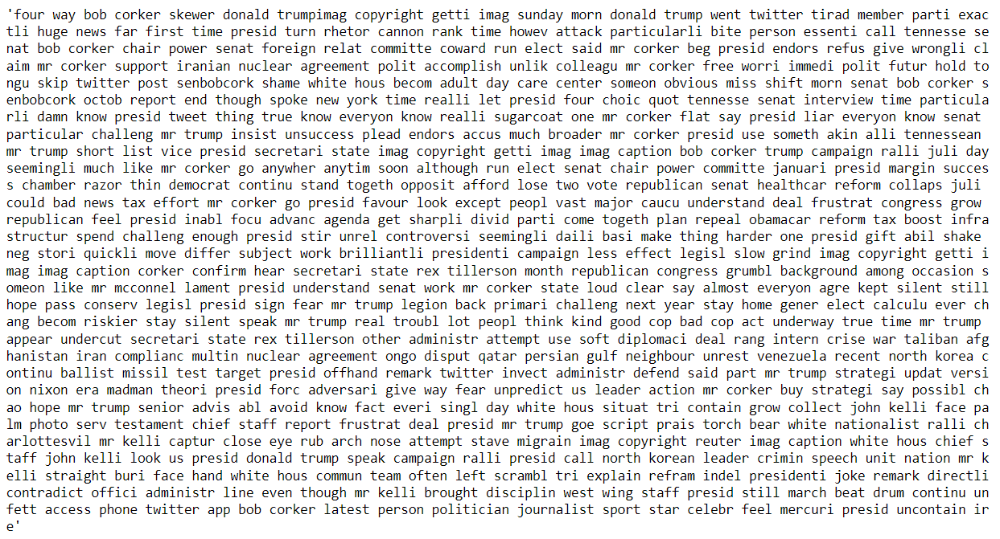 'four way bob corker skewer donald trumpimag copyright getti imag sunday morn donald trump went twitter tirad member parti exac
tli huge news far first time presid turn rhetor cannon rank time howev attack particularli bite person essenti call tennesse se
nat bob corker chair power senat foreign relat committe coward run elect said mr corker beg presid endors refus give wrongli cl
aim mr corker support iranian nuclear agreement polit accomplish unlik colleagu mr corker free worri immedi polit futur hold to
ngu skip twitter post senbobcork shame white hous becom adult day care center someon obvious miss shift morn senat bob corker s
enbobcork octob report end though spoke new york time realli let presid four choic quot tennesse senat interview time particula
rli damn know presid tweet thing true know everyon know realli sugarcoat one mr corker flat say presid liar everyon know senat
particular challeng mr trump insist unsuccess plead endors accus much broader mr corker presid use someth akin alli tennessean
mr trump short list vice presid secretari state imag copyright getti imag imag caption bob corker trump campaign ralli juli day
seemingli much like mr corker go anywher anytim soon although run elect senat chair power committe januari presid margin succes
s chamber razor thin democrat continu stand togeth opposit afford lose two vote republican senat healthcar reform collaps juli
could bad news tax effort mr corker go presid favour look except peopl vast major caucu understand deal frustrat congress grow
republican feel presid inabl focu advanc agenda get sharpli divid parti come togeth plan repeal obamacar reform tax boost infra
structur spend challeng enough presid stir unrel controversi seemingli daili basi make thing harder one presid gift abil shake
neg stori quickli move differ subject work brilliantli presidenti campaign less effect legisl slow grind imag copyright getti i
mag imag caption corker confirm hear secretari state rex tillerson month republican congress grumbl background among occasion s
omeon like mr mcconnel lament presid understand senat work mr corker state loud clear say almost everyon agre kept silent still
hope pass conserv legisl presid sign fear mr trump legion back primari challeng next year stay home gener elect calculu ever ch
ang becom riskier stay silent speak mr trump real troubl lot peopl think kind good cop bad cop act underway true time mr trump
appear undercut secretari state rex tillerson other administr attempt use soft diplomaci deal rang intern crise war taliban afg
hanistan iran complianc multin nuclear agreement ongo disput qatar persian gulf neighbour unrest venezuela recent north korea c
ontinu ballist missil test target presid offhand remark twitter invect administr defend said part mr trump strategi updat versi
on nixon era madman theori presid forc adversari give way fear unpredict us leader action mr corker buy strategi say possibl ch
ao hope mr trump senior advis abl avoid know fact everi singl day white hous situat tri contain grow collect john kelli face pa
lm photo serv testament chief staff report frustrat deal presid mr trump goe script prais torch bear white nationalist ralli ch
arlottesvil mr kelli captur close eye rub arch nose attempt stave migrain imag copyright reuter imag caption white hous chief s
taff john kelli look us presid donald trump speak campaign ralli presid call north korean leader crimin speech unit nation mr k
elli straight buri face hand white hous commun team often left scrambl tri explain refram indel presidenti joke remark directli
contradict offici administr line even though mr kelli brought disciplin west wing staff presid still march beat drum continu un
fett access phone twitter app bob corker latest person politician journalist sport star celebr feel mercuri presid uncontain ir
e'